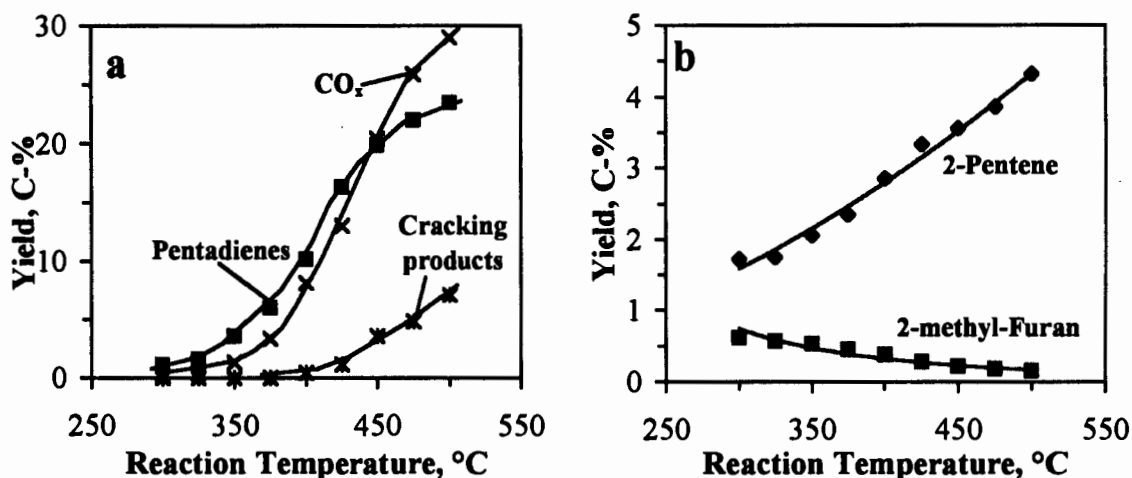 a
Yield, C-%
30
20
10
0
COx
Pentadienes
Cracking
products
250
350
450
550
Reaction Temperature, °C
b
Yield, C-%
5
4
3
2
1
0
2-Pentene
2-methyl-Furan
250
350
450
550
Reaction Temperature, °C